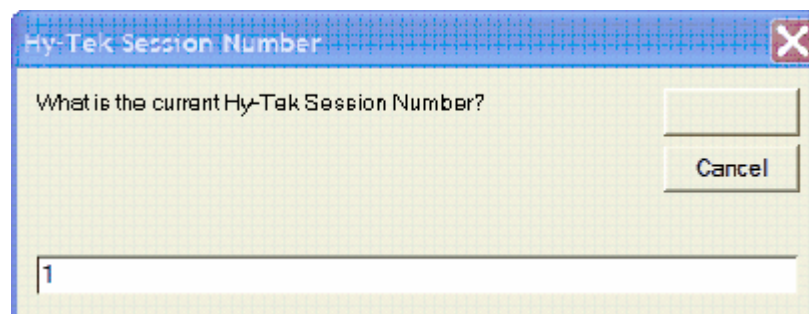 Hy-Tek Session Number
What is the current Hy-Tek Session Number?
Cancel
1